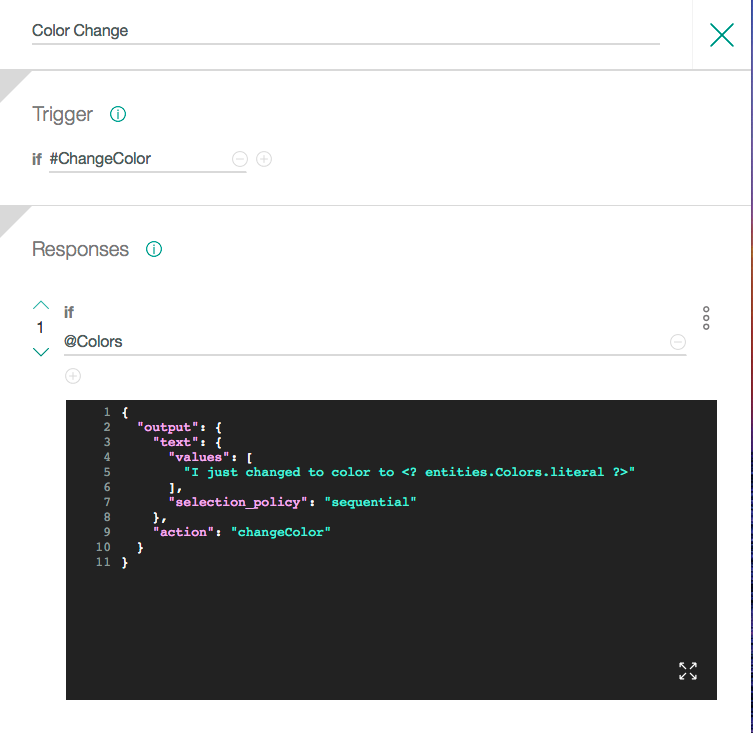 Color Change
Trigger
if #ChangeColor
Responses
if
1
@Colors
1 {
2 "output": {
3 "text": {
4 "values": [
5 "I just changed to color to <? entities.Colors.literal ?>"
6 ],
7 "selection_policy": "sequential"
8 },
9 "action": "changeColor"
10 }
11 }